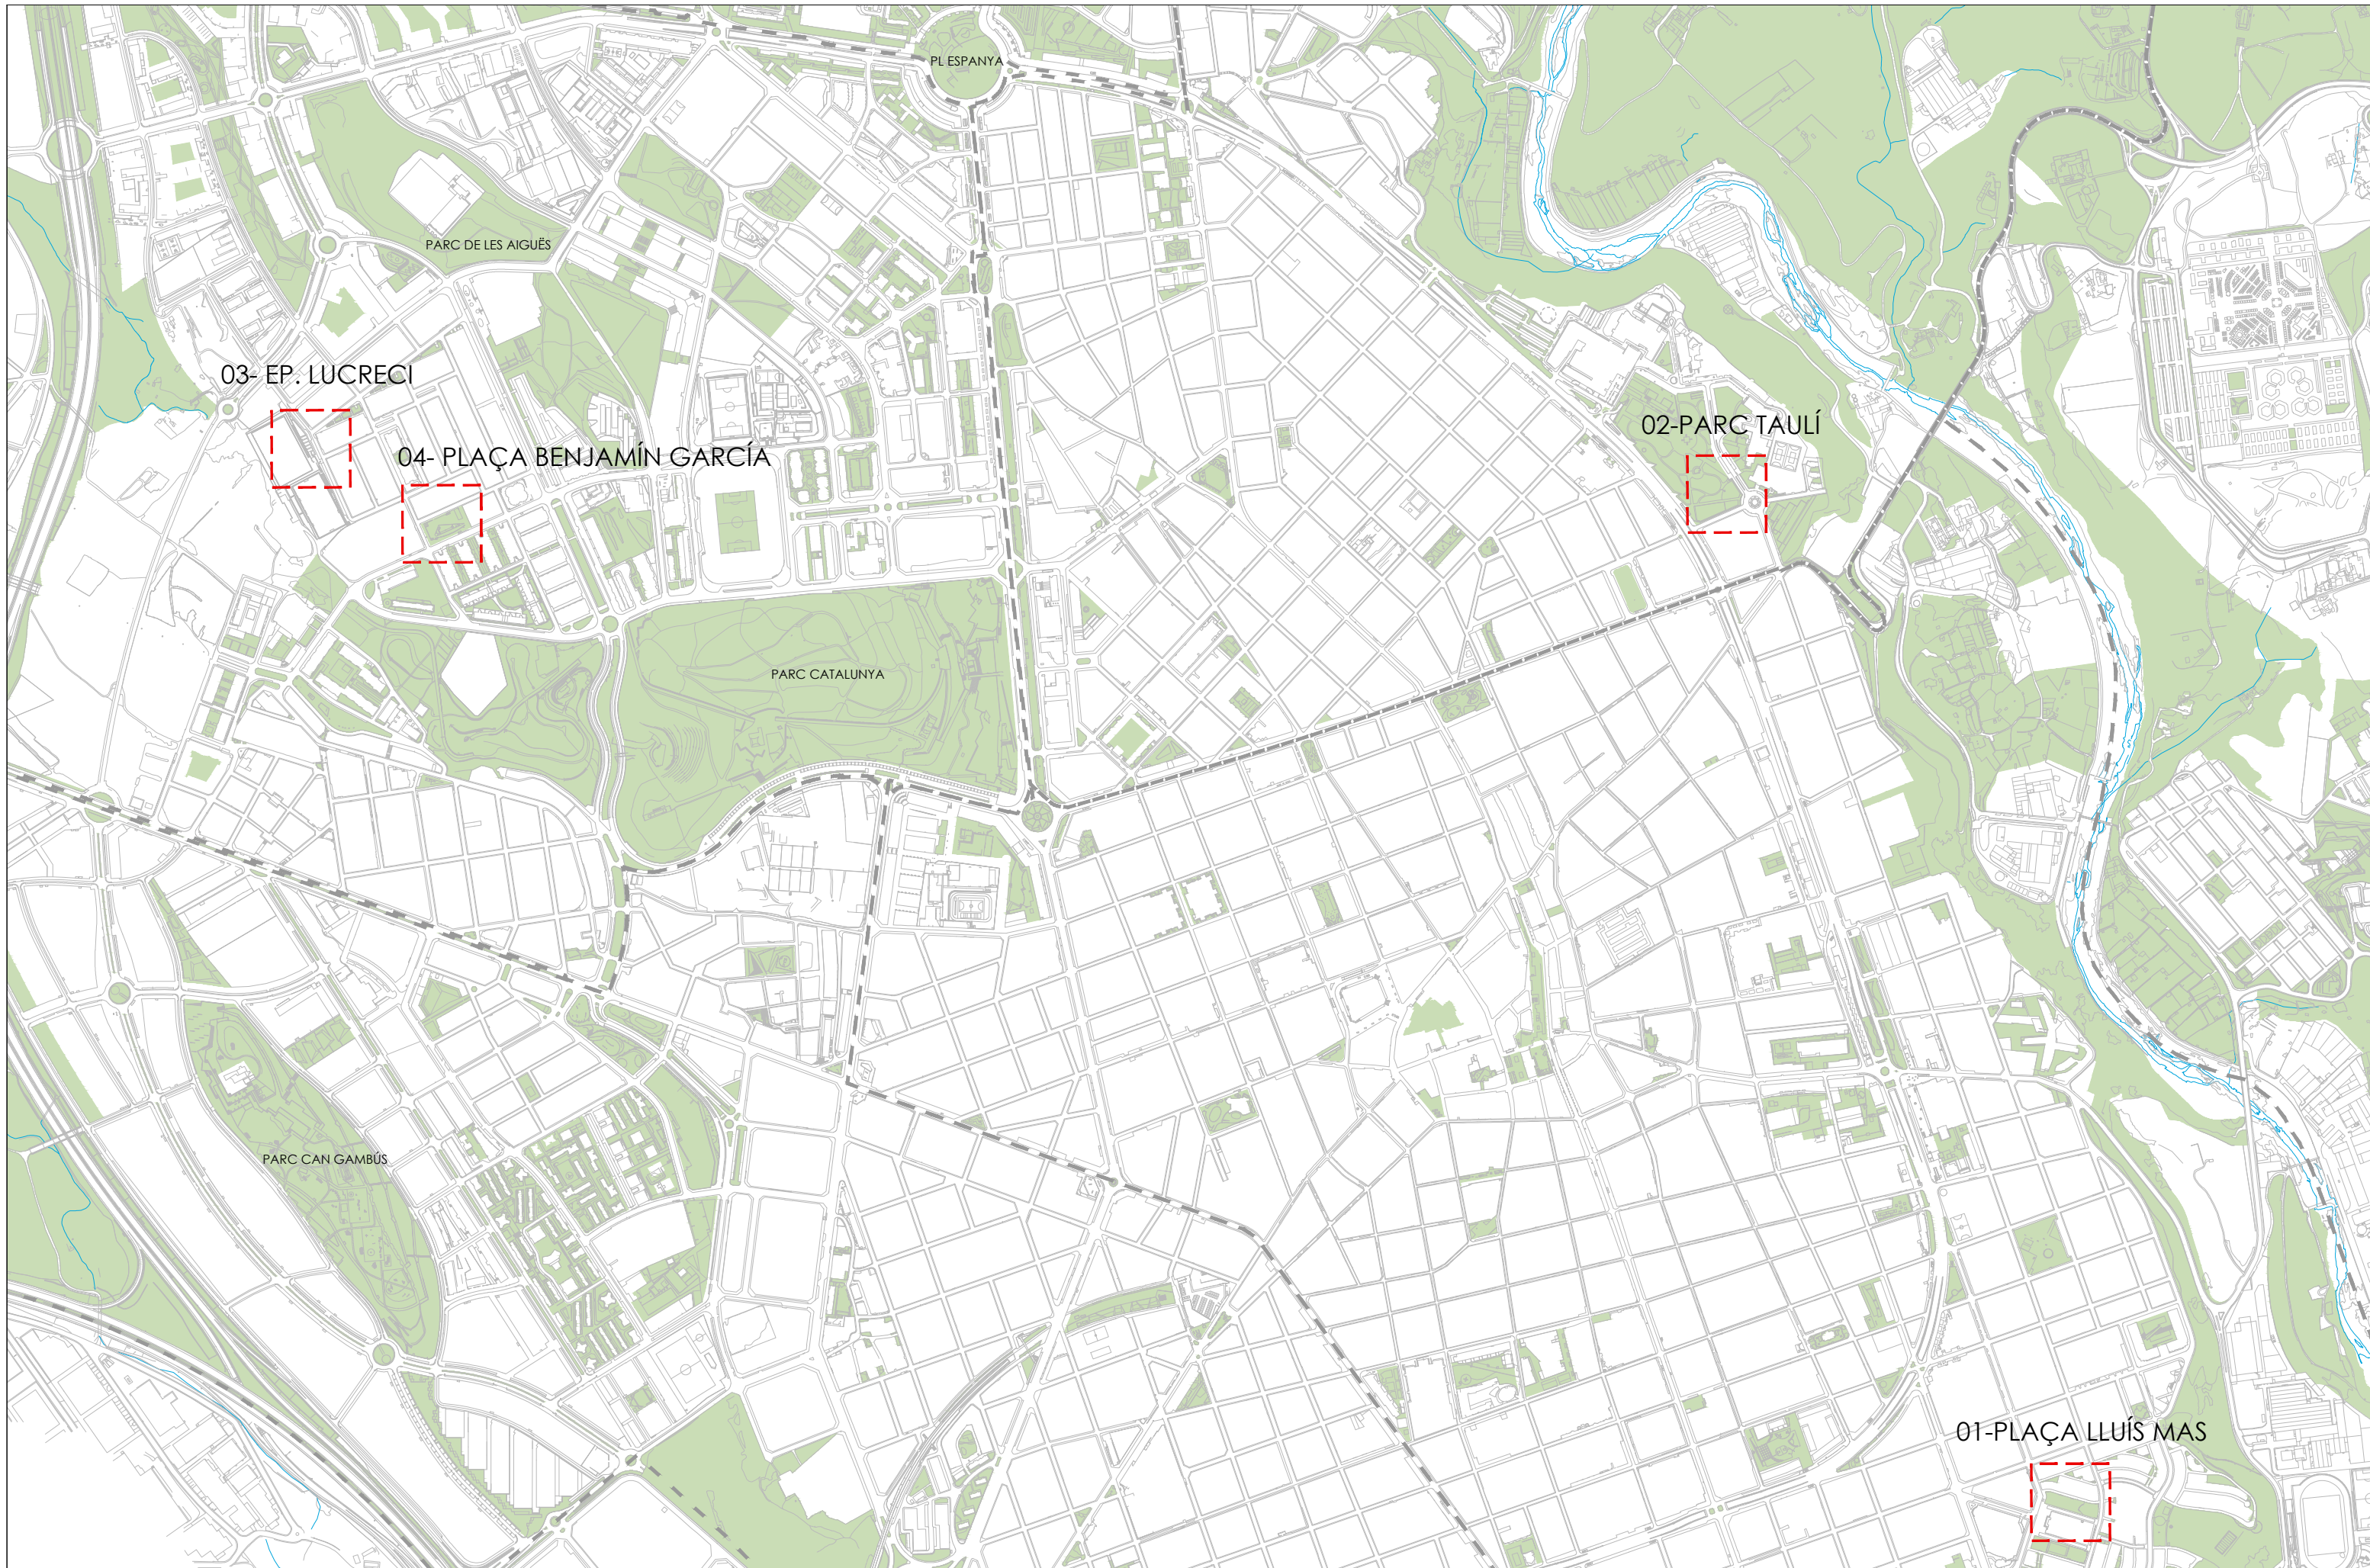 PL ESPANYA
PARC DE LES AIGUËS
03- EP. LUCRECI
02-PARC TAULÍ
04- PLAÇA BENJAMÍN GARCÍA
PARC CATALUNYA
PARC CAN GAMBÚS
01-PLAÇA LLUÍS MAS